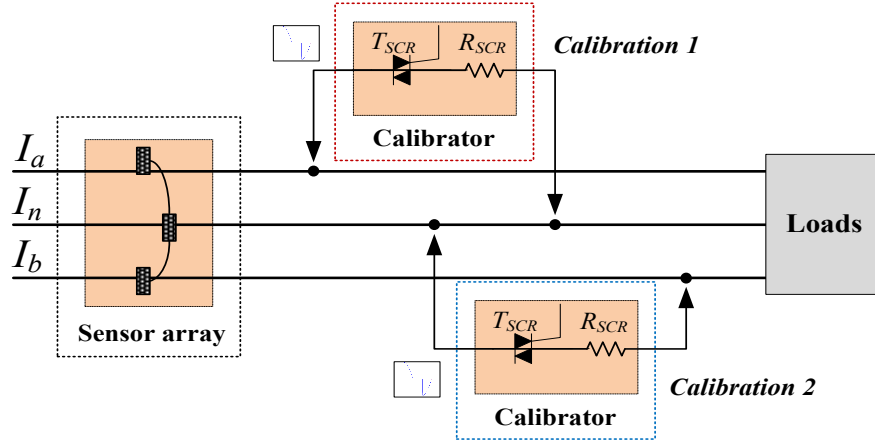 T_SCR R_SCR
Calibration 1
Calibrator
I_a
I_n
I_b
Loads
Sensor array
T_SCR R_SCR
Calibration 2
Calibrator